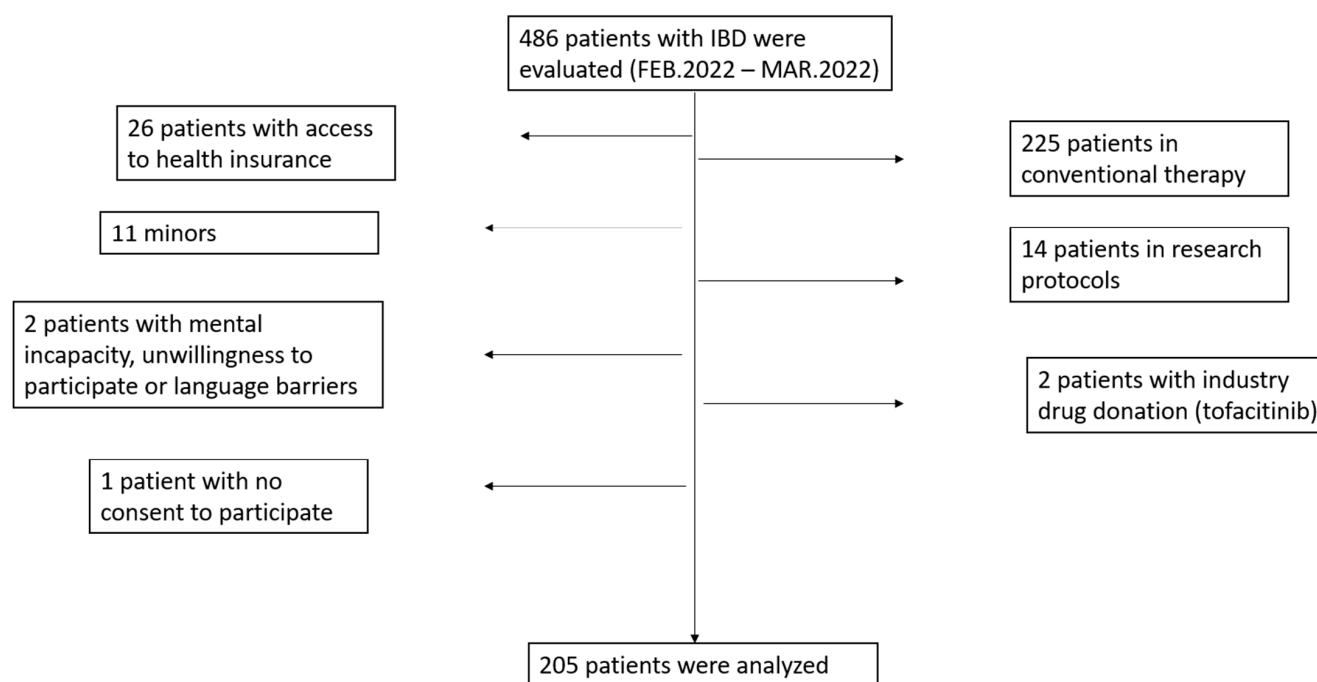 486 patients with IBD were
evaluated (FEB.2022 – MAR.2022)
26 patients with access
to health insurance
225 patients in
conventional therapy
11 minors
14 patients in research
protocols
2 patients with mental
incapacity, unwillingness to
participate or language barriers
2 patients with industry
drug donation (tofacitinib)
1 patient with no
consent to participate
205 patients were analyzed